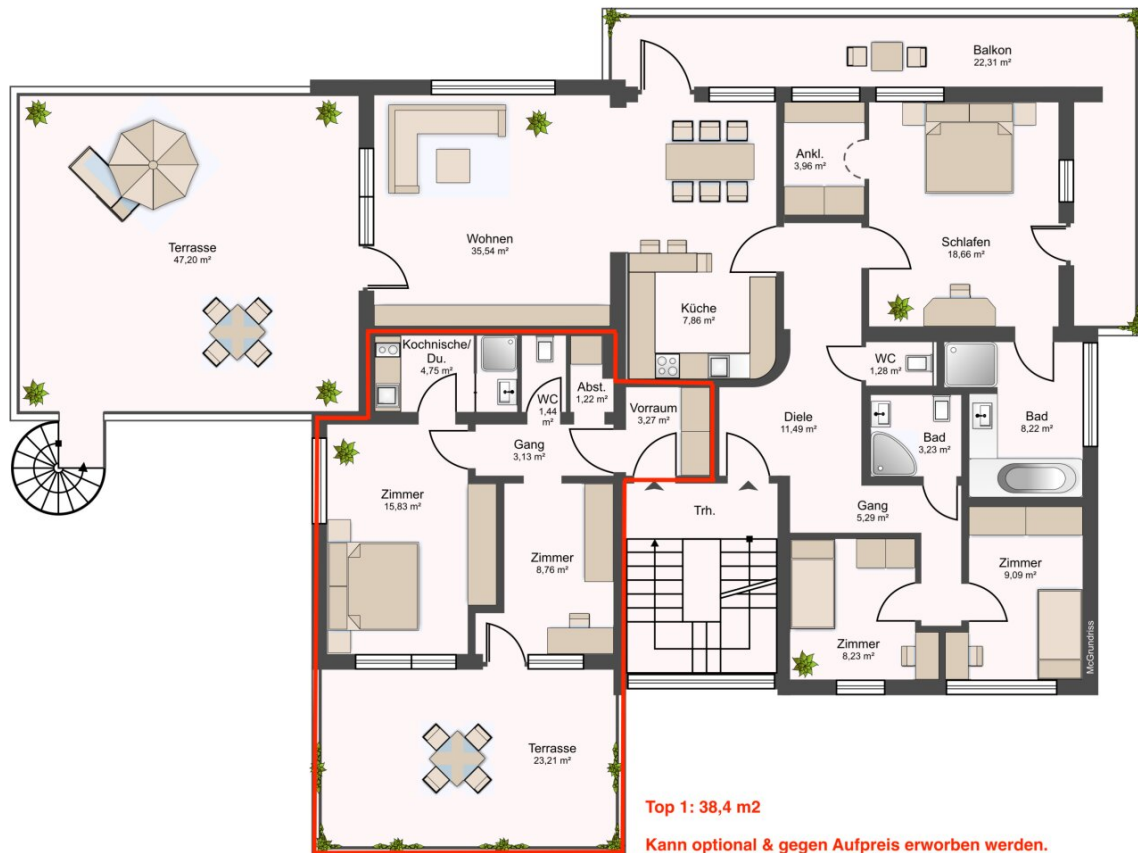 Balkon
22,31 m²
Ankl.
3,96 m²
Terrasse
47,20 m²
Wohnen
35,54 m²
Schlafen
18,66 m²
Küche
7,86 m²
Kochnische/
Du.
4,75 m²
WC
1,44
m²
Abst.
1,22 m²
Vorraum
3,27 m²
WC
1,28 m²
Diele
11,49 m²
Bad
3,23 m²
Bad
8,22 m²
Gang
3,13 m²
Zimmer
15,83 m²
Trh.
Gang
5,29 m²
Zimmer
8,76 m²
Zimmer
9,09 m²
Zimmer
8,23 m²
McGrundriss
Terrasse
23,21 m²
Top 1: 38,4 m2
Kann optional & gegen Aufpreis erworben werden.